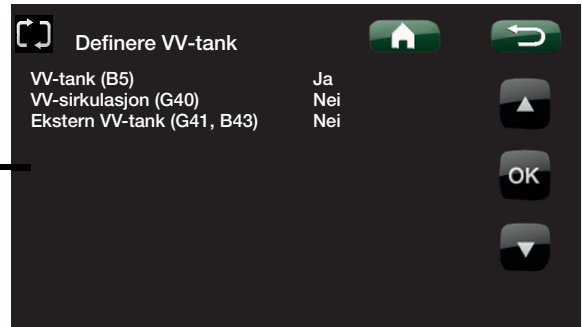 Definere VV-tank
VV-tank (B5) Ja
VV-sirkulasjon (G40) Nei
Ekstern VV-tank (G41, B43) Nei
OK